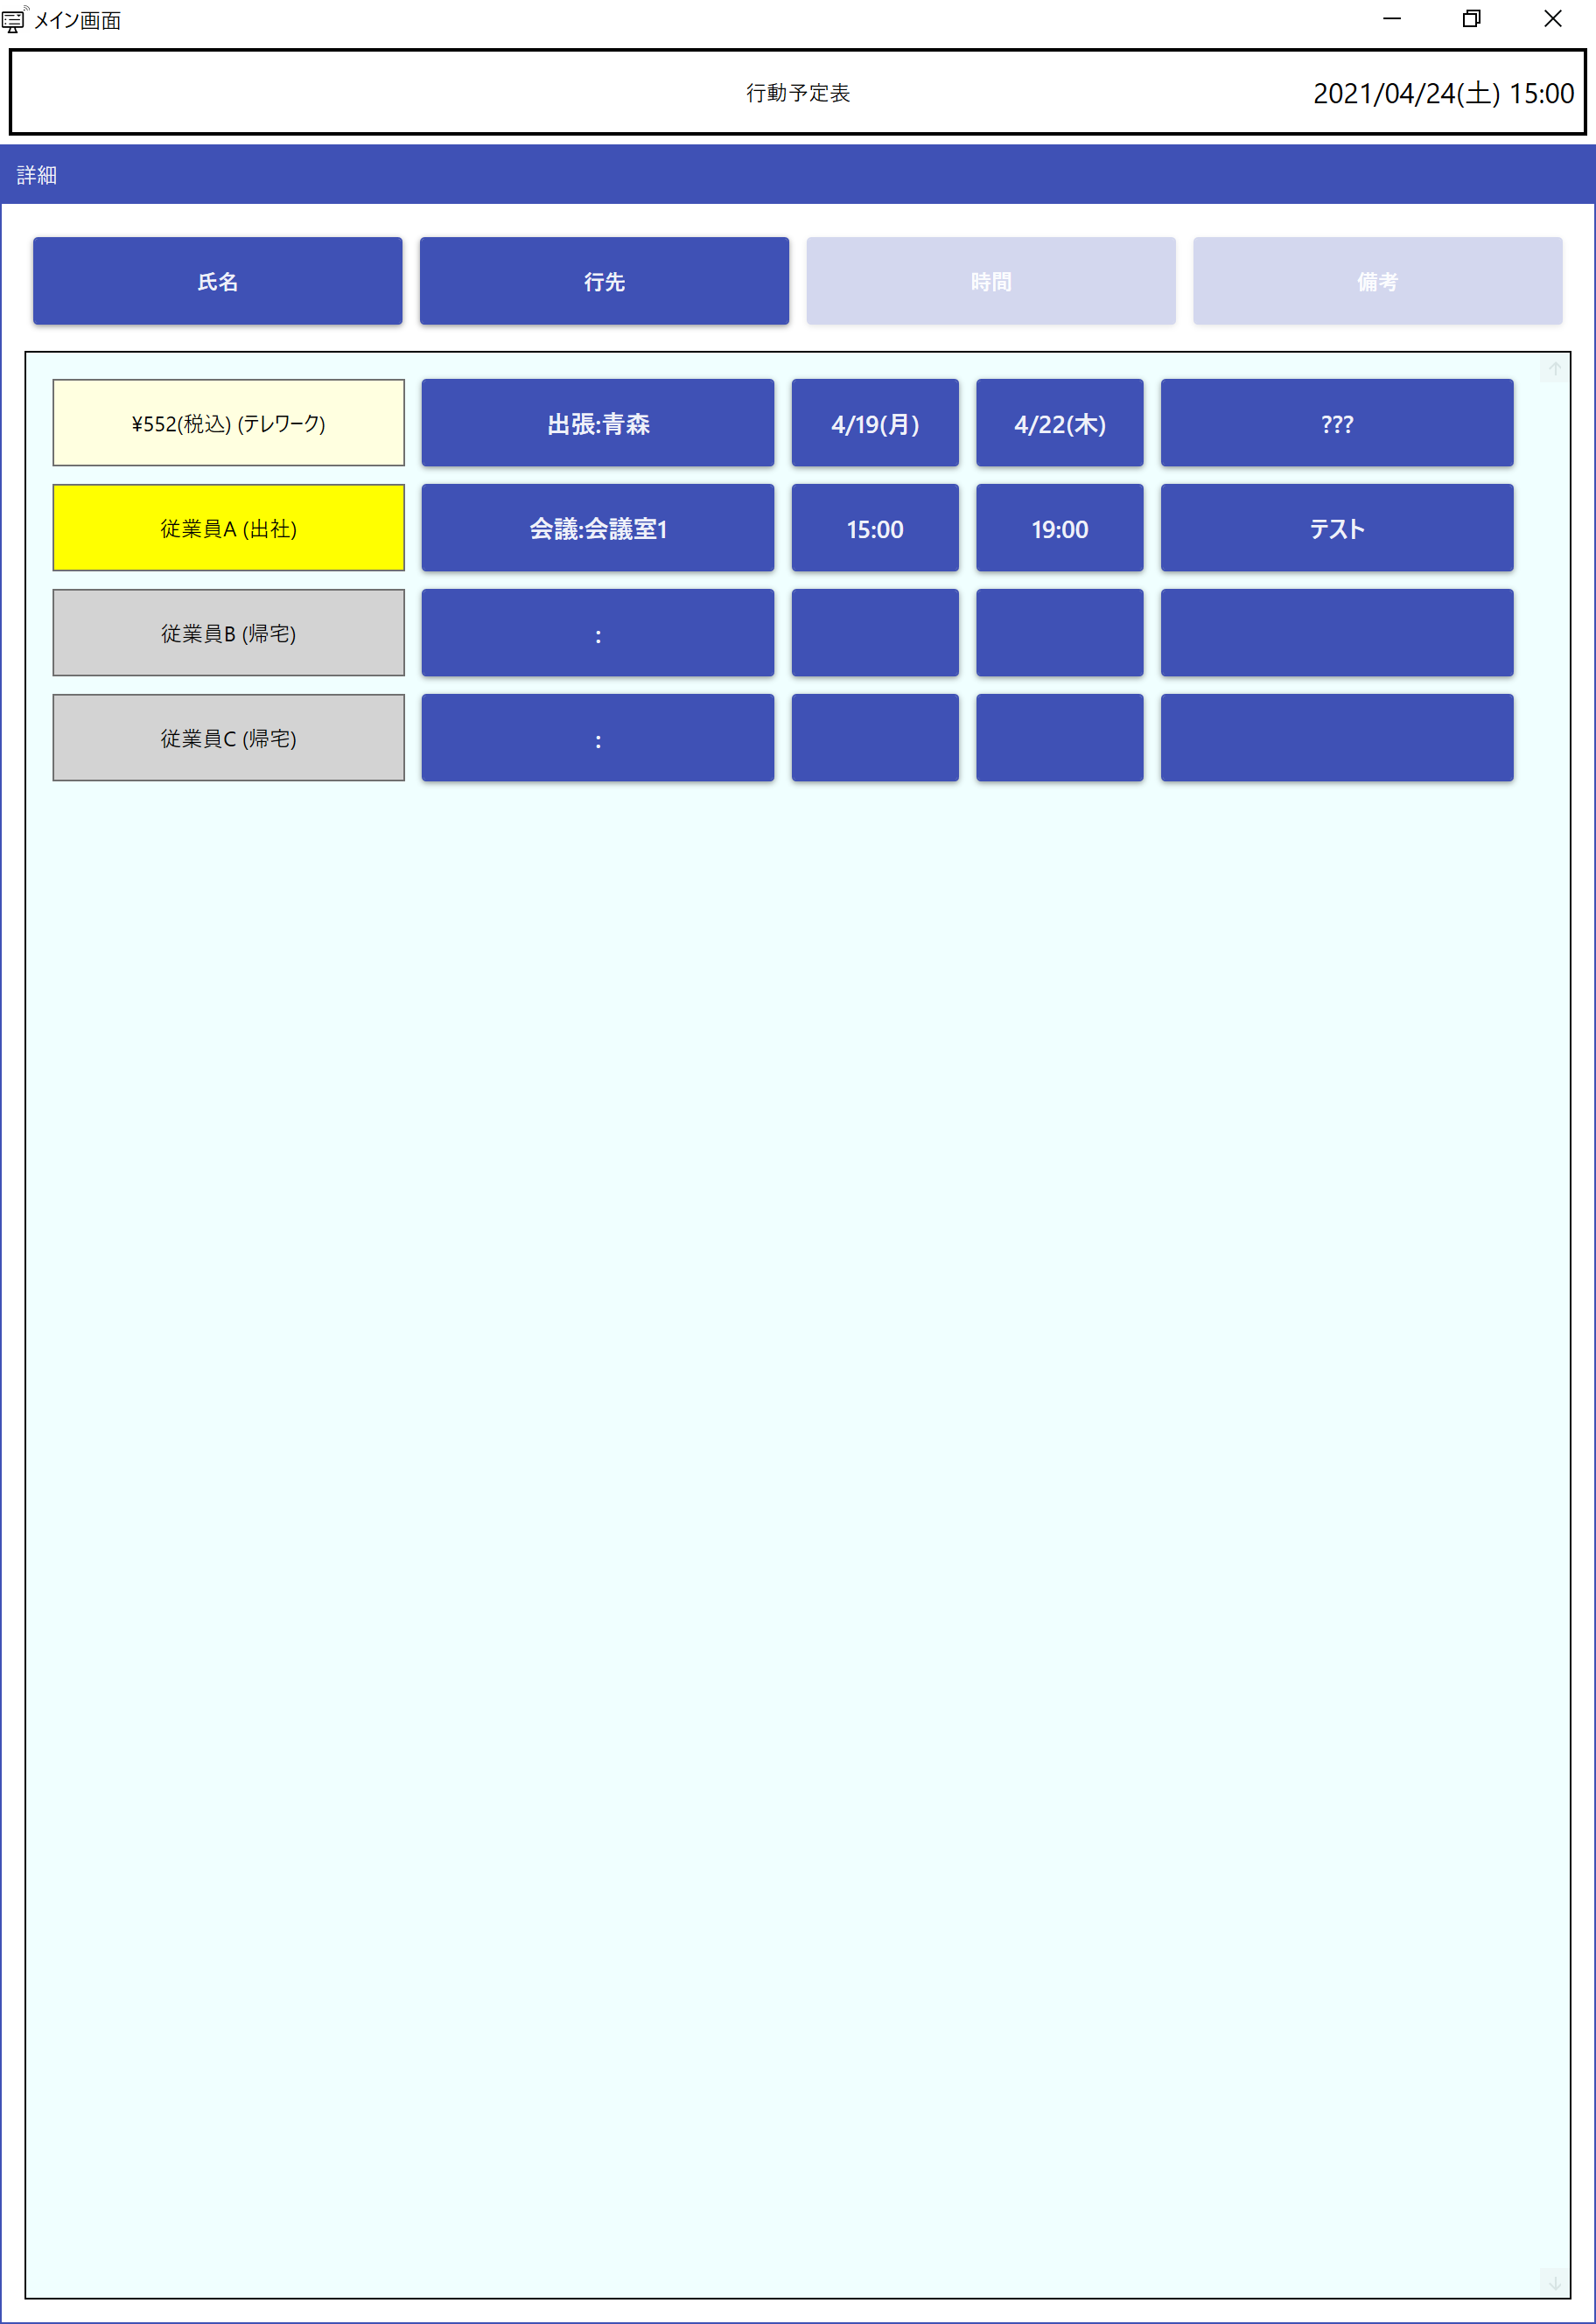 メイン画面
行動予定表 2021/04/24(土) 15:00
詳細
氏名 行先 時間 備考
¥552(税込) (テレワーク) 出張:青森 4/19(月) 4/22(木) ???
従業員A (出社) 会議:会議室1 15:00 19:00 テスト
従業員B (帰宅) :
従業員C (帰宅) :